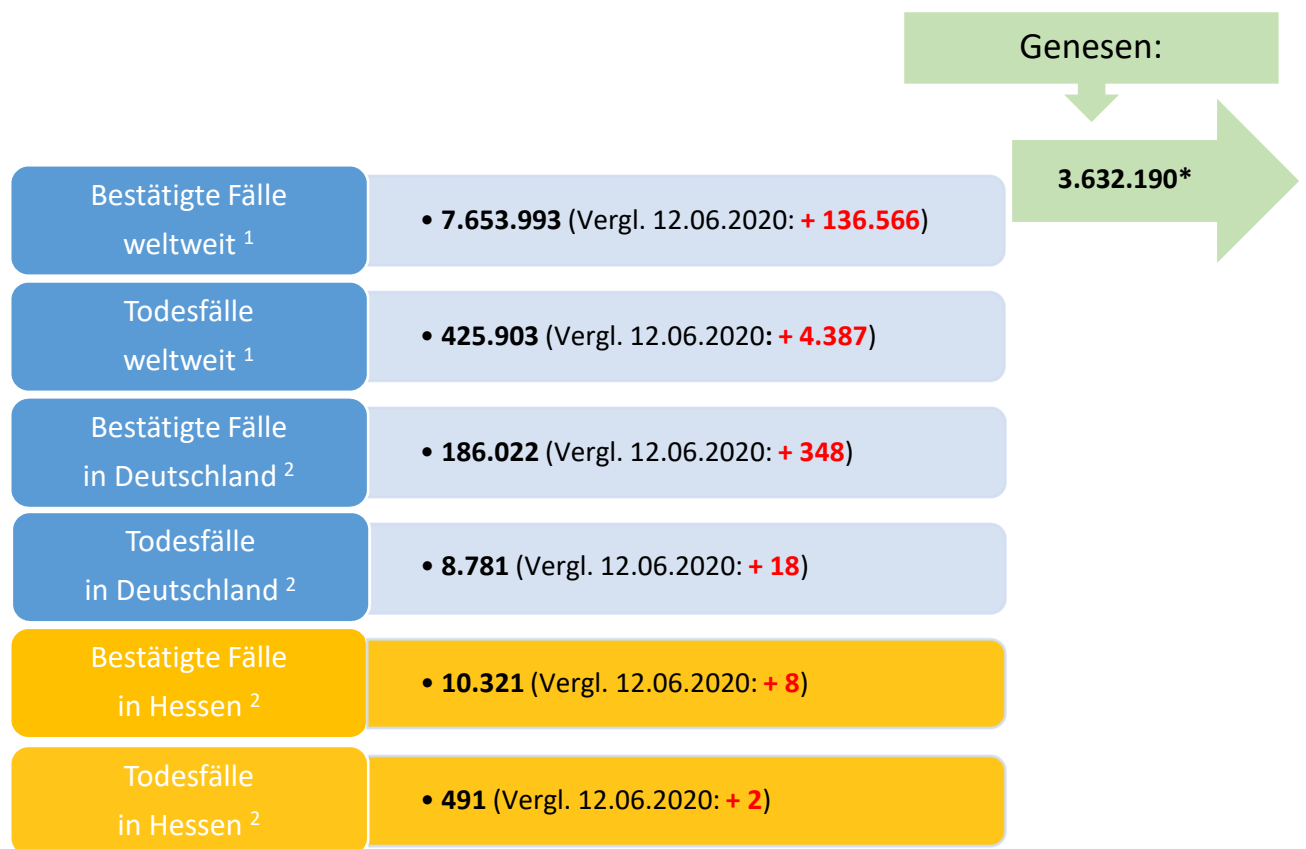 Genesen:
3.632.190*
Bestätigte Fälle
weltweit ¹
• 7.653.993 (Vergl. 12.06.2020: + 136.566)
Todesfälle
weltweit ¹
• 425.903 (Vergl. 12.06.2020: + 4.387)
Bestätigte Fälle
in Deutschland ²
• 186.022 (Vergl. 12.06.2020: + 348)
Todesfälle
in Deutschland ²
• 8.781 (Vergl. 12.06.2020: + 18)
Bestätigte Fälle
in Hessen ²
• 10.321 (Vergl. 12.06.2020: + 8)
Todesfälle
in Hessen ²
• 491 (Vergl. 12.06.2020: + 2)